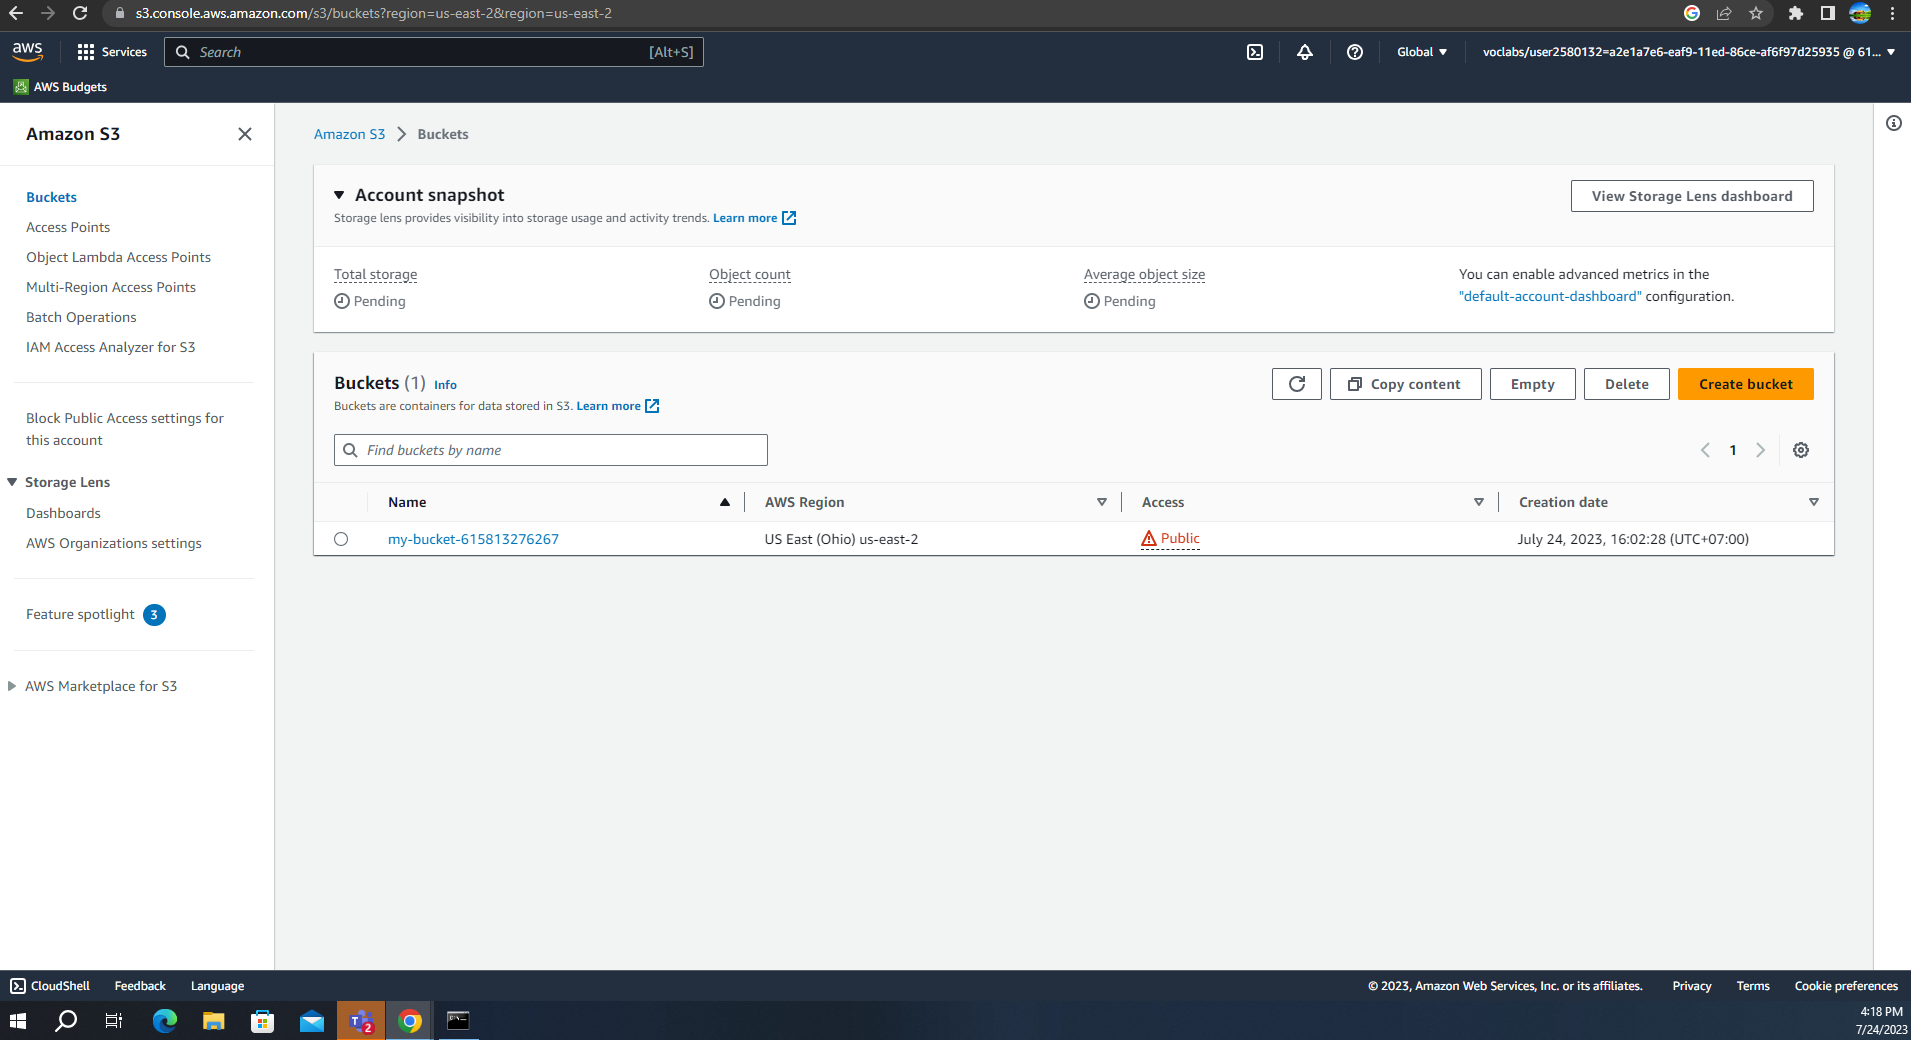 s3.console.aws.amazon.com/s3/buckets?region=us-east-2&region=us-east-2
aws
Services
Search
[Alt+S]
Global
voclabs/user2580132=a2e1a7e6-eaf9-11ed-86ce-af6f97d25935 @ 61...
AWS Budgets
Amazon S3
Buckets
Access Points
Object Lambda Access Points
Multi-Region Access Points
Batch Operations
IAM Access Analyzer for S3
Block Public Access settings for
this account
Storage Lens
Dashboards
AWS Organizations settings
Feature spotlight 3
AWS Marketplace for S3
Amazon S3 > Buckets
Account snapshot
Storage lens provides visibility into storage usage and activity trends. Learn more
View Storage Lens dashboard
Total storage
Pending
Object count
Pending
Average object size
Pending
You can enable advanced metrics in the
"default-account-dashboard" configuration.
Buckets (1) Info
Buckets are containers for data stored in S3. Learn more
Copy content
Empty
Delete
Create bucket
Find buckets by name
1
Name
AWS Region
Access
Creation date
my-bucket-615813276267
US East (Ohio) us-east-2
Public
July 24, 2023, 16:02:28 (UTC+07:00)
CloudShell
Feedback
Language
© 2023, Amazon Web Services, Inc. or its affiliates.
Privacy
Terms
Cookie preferences
T
2
4:18 PM
7/24/2023